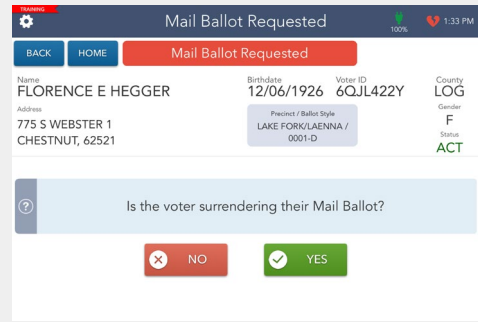 TRAINING
Mail Ballot Requested
100%
1:33 PM
BACK
HOME
Mail Ballot Requested
Name
FLORENCE E HEGGER
Birthdate
12/06/1926
Voter ID
6QJL422Y
County
LOG
Address
775 S WEBSTER 1
CHESTNUT, 62521
Precinct / Ballot Style
LAKE FORK/LAENNA /
0001-D
Gender
F
Status
ACT
?
Is the voter surrendering their Mail Ballot?
NO
YES